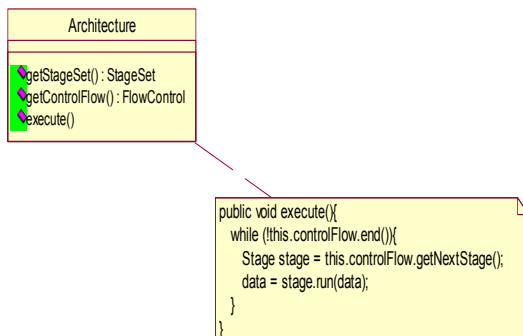 Architecture
getStageSet() : StageSet
getControlFlow() : FlowControl
execute()
public void execute(){
while (!this.controlFlow.end()){
Stage stage = this.controlFlow.getNextStage();
data = stage.run(data);
}
}